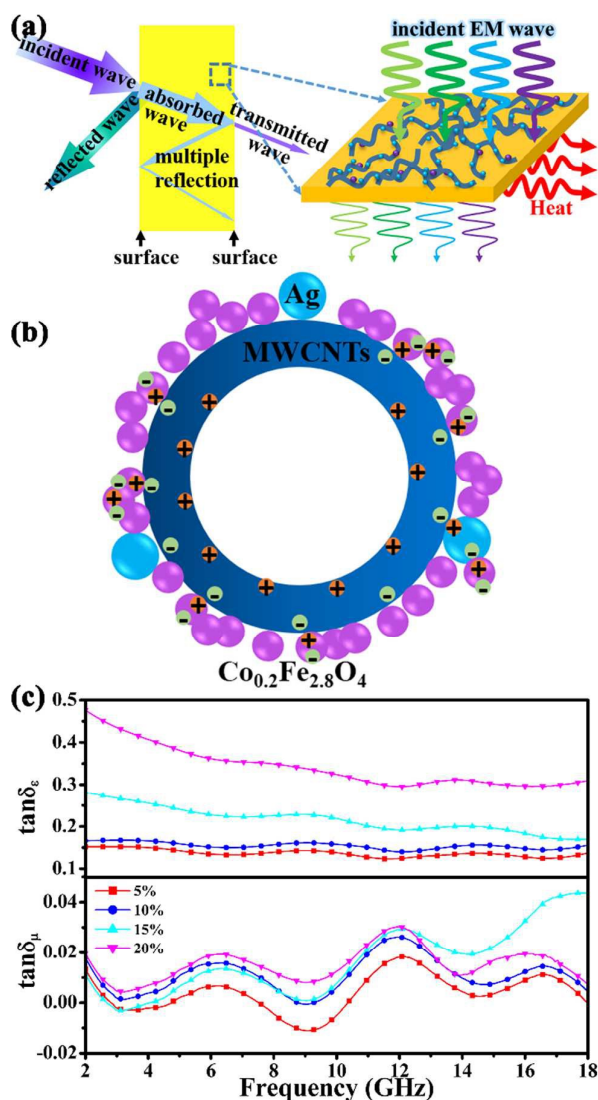 (a)
incident wave
reflected wave
absorbed
wave
transmitted
wave
multiple
reflection
surface
surface
incident EM wave
Heat
(b)
Ag
MWCNTs
+ + + + + + + + + + + + + + + + + + +
- - - - - - - - - - - - - - - - - - -
Co0.2Fe2.8O4
(c)
0.5
0.4
0.3
0.2
0.1
tanδε
5%
10%
15%
20%
0.04
0.02
0.00
-0.02
tanδμ
2 4 6 8 10 12 14 16 18
Frequency (GHz)